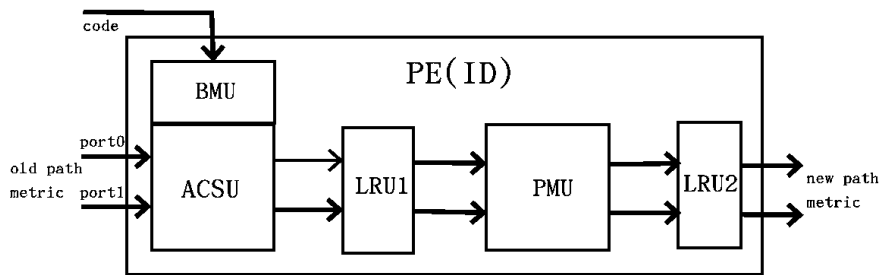 code
PE(ID)
BMU
port0
old path
metric port1
ACSU
LRU1
PMU
LRU2
new path
metric